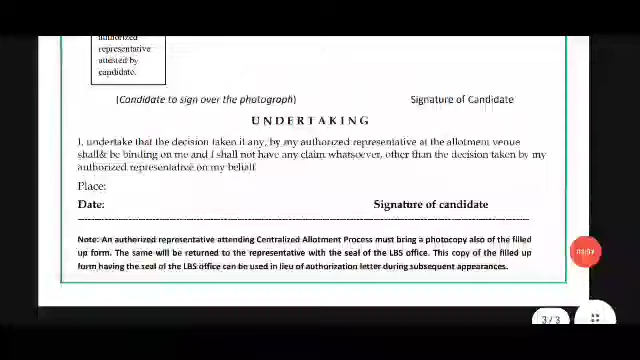 authorized
representative
attested by
candidate.
(Candidate to sign over the photograph) Signature of Candidate
UNDERTAKING
I, undertake that the decision taken if any, by my authorized representative at the allotment venue
shall& be binding on me and I shall not have any claim whatsoever, other than the decision taken by my
authorized representative on my behalf
Place:
Date: Signature of candidate
Note: An authorized representative attending Centralized Allotment Process must bring a photocopy also of the filled
up form. The same will be returned to the representative with the seal of the LBS office. This copy of the filled up
form having the seal of the LBS office can be used in lieu of authorization letter during subsequent appearances.
3/3